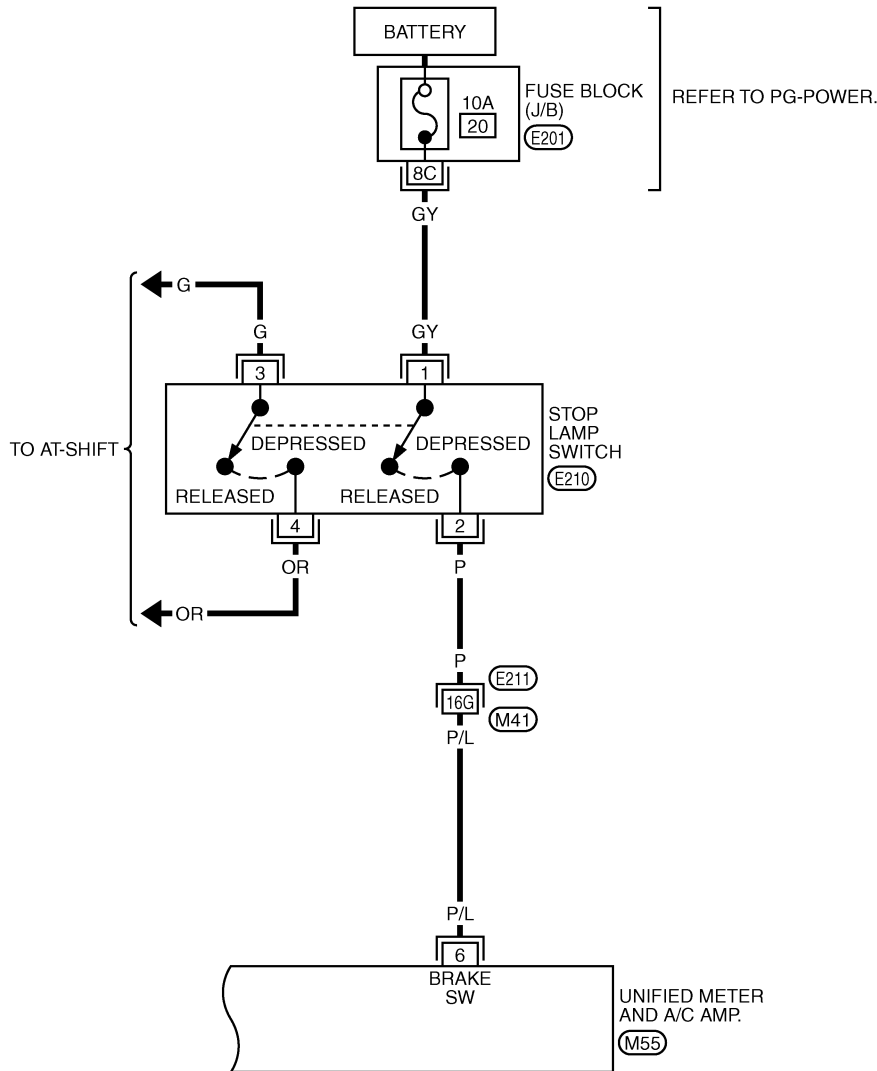 BATTERY
FUSE BLOCK
(J/B)
E201
10A
20
REFER TO PG-POWER.
8C
GY
G
G
GY
3
1
STOP
LAMP
SWITCH
E210
DEPRESSED
DEPRESSED
RELEASED
RELEASED
TO AT-SHIFT
4
2
OR
P
OR
P
E211
16G
M41
P/L
P/L
6
BRAKE
SW
UNIFIED METER
AND A/C AMP.
M55